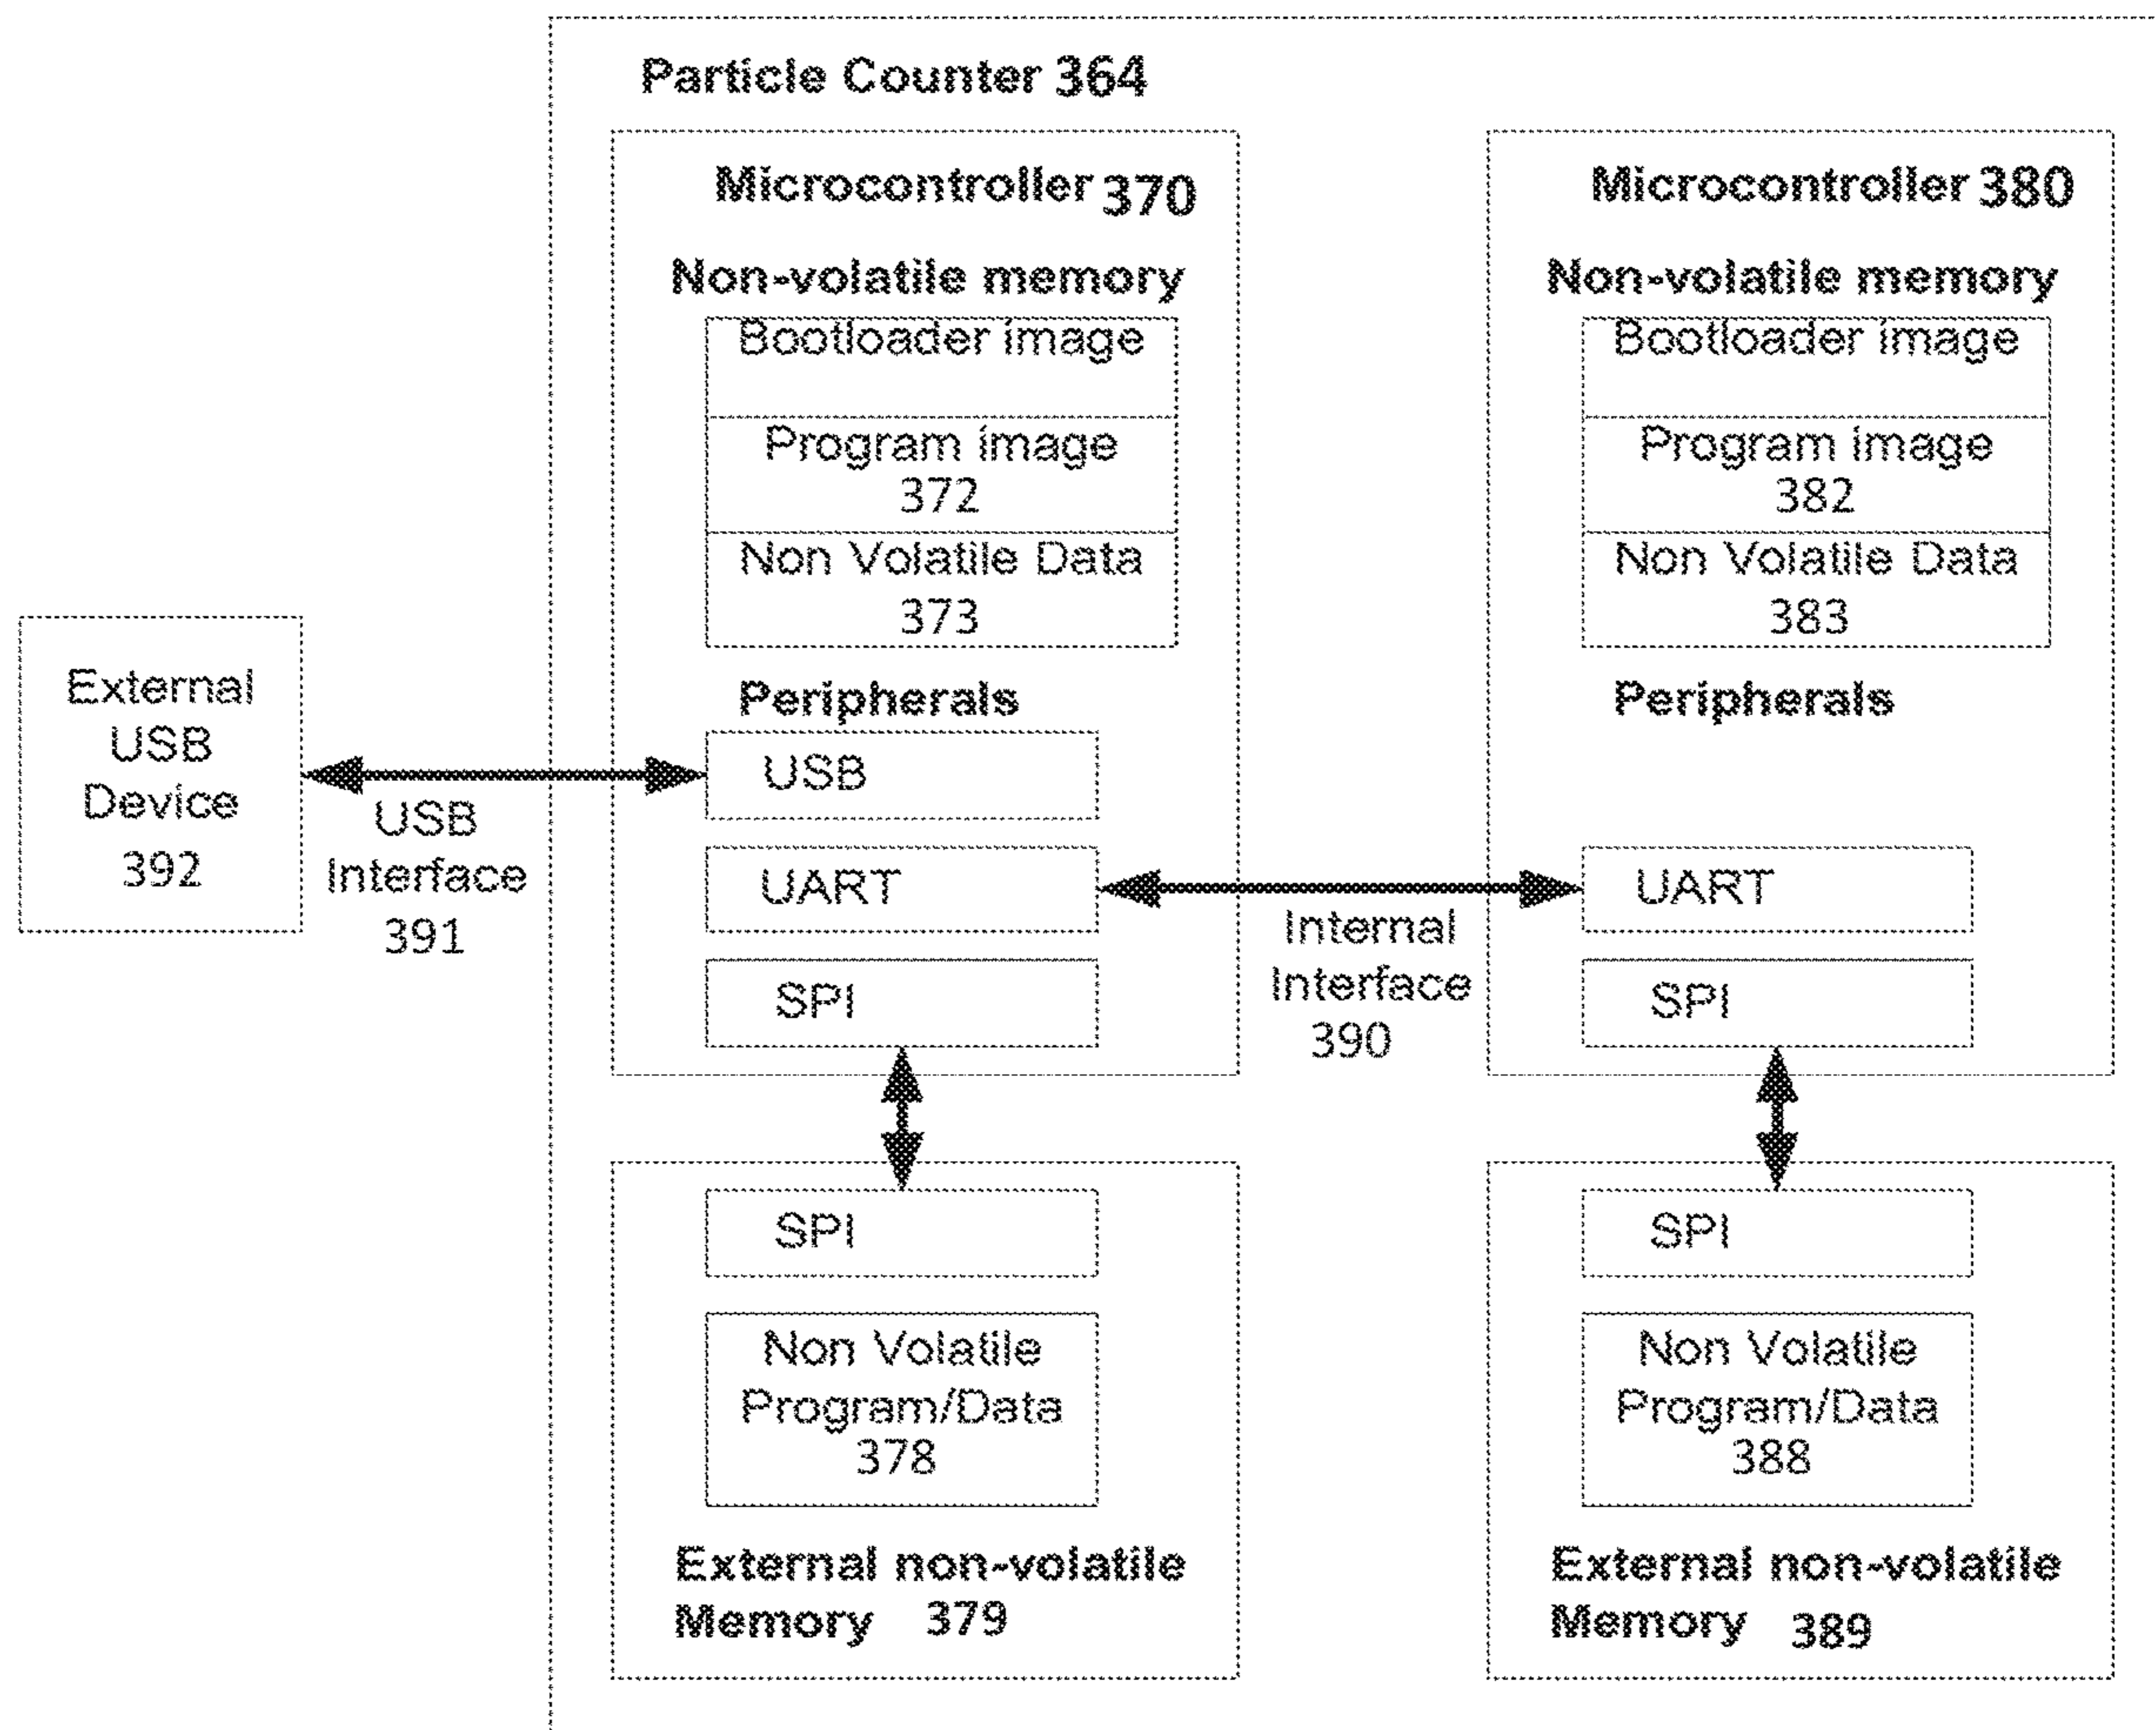 Particle Counter 364
Microcontroller 370
Non-volatile memory
Bootloader image
Program image
372
Non Volatile Data
373
Peripherals
USB
UART
SPI
External
USB
Device
392
USB
Interface
391
Internal
Interface
390
Microcontroller 380
Non-volatile memory
Bootloader image
Program image
382
Non Volatile Data
383
Peripherals
UART
SPI
SPI
Non Volatile
Program/Data
378
External non-volatile
Memory 379
SPI
Non Volatile
Program/Data
388
External non-volatile
Memory 389